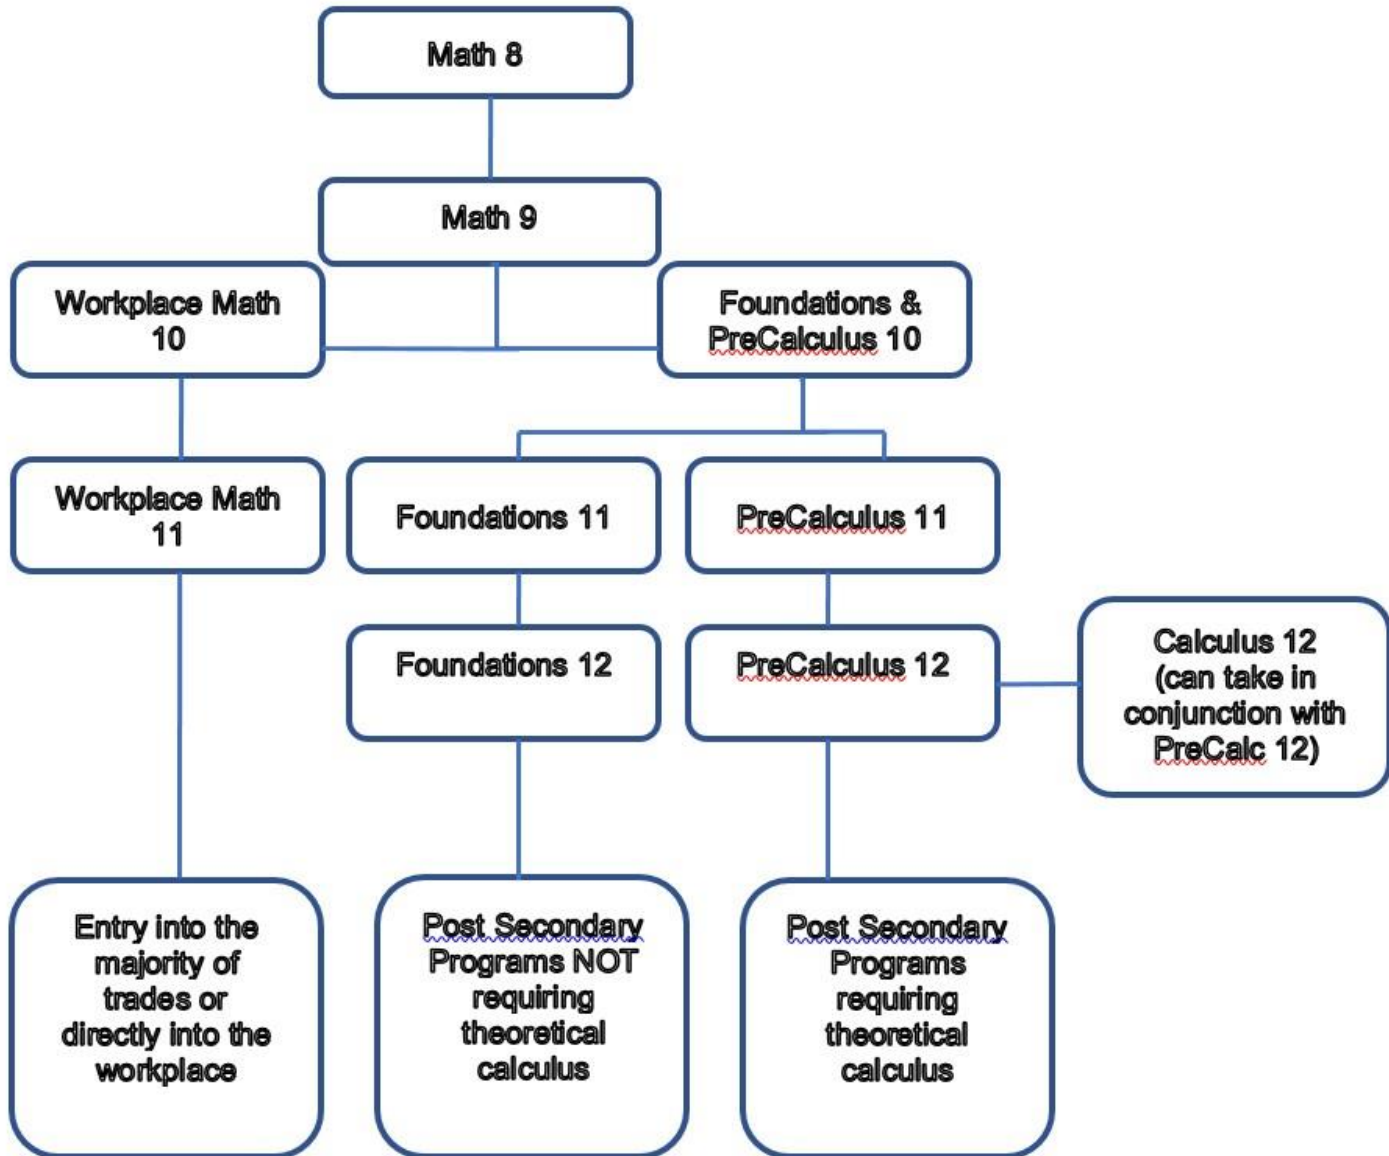 Math 8
Math 9
Workplace Math
10
Foundations &
PreCalculus 10
Workplace Math
11
Foundations 11
PreCalculus 11
Foundations 12
PreCalculus 12
Calculus 12
(can take in
conjunction with
PreCalc 12)
Entry into the
majority of
trades or
directly into the
workplace
Post Secondary
Programs NOT
requiring
theoretical
calculus
Post Secondary
Programs
requiring
theoretical
calculus